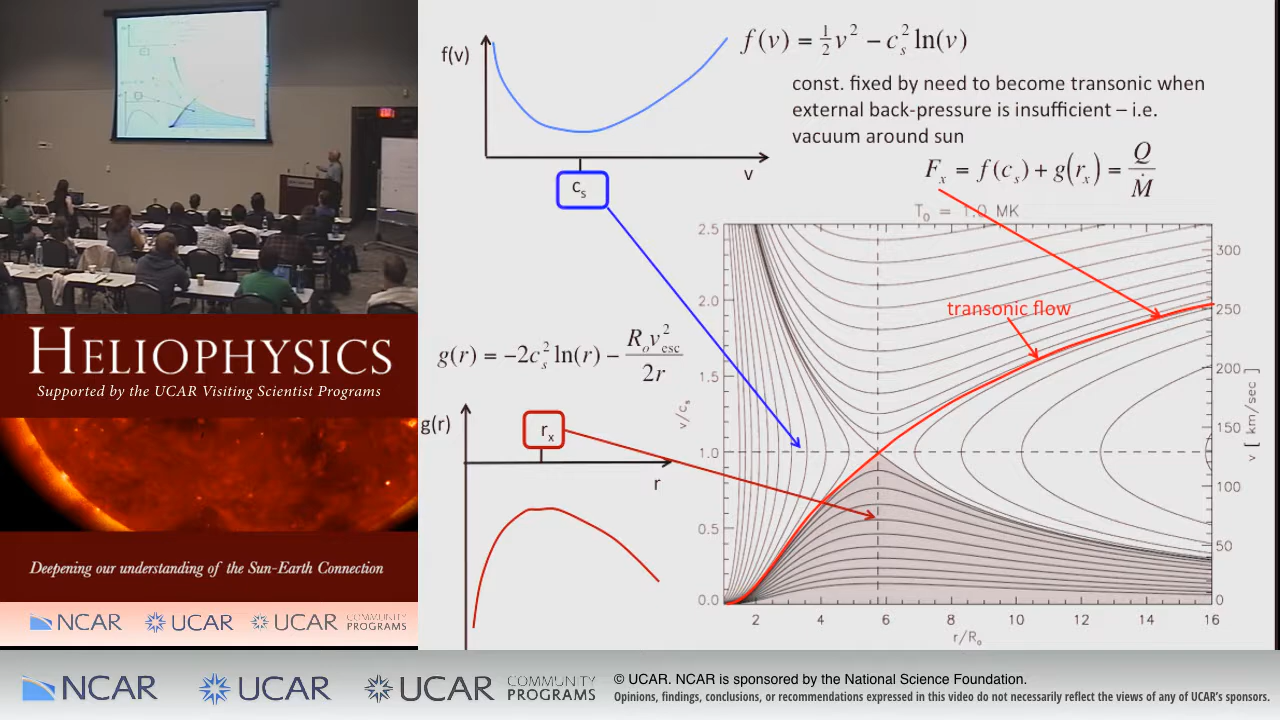 f(v)
f(v) = ½v² − c_s² ln(v)
const. fixed by need to become transonic when
external back-pressure is insufficient – i.e.
vacuum around sun
v
c_s
F_x = f(c_s) + g(r_x) = Q / Ṁ
T₀ = 1.0 MK
transonic flow
g(r) = −2c_s² ln(r) − R_o v_esc² / 2r
g(r)
r_x
r
2.5
2.0
1.5
1.0
0.5
0.0
v/c_s
300
250
200
150
100
50
0
v [ km/sec ]
2 4 6 8 10 12 14 16
r/R₀
EXIT
HELIOPHYSICS
Supported by the UCAR Visiting Scientist Programs
Deepening our understanding of the Sun-Earth Connection
NCAR UCAR UCAR COMMUNITY PROGRAMS
NCAR UCAR UCAR COMMUNITY PROGRAMS
© UCAR. NCAR is sponsored by the National Science Foundation.
Opinions, findings, conclusions, or recommendations expressed in this video do not necessarily reflect the views of any of UCAR's sponsors.